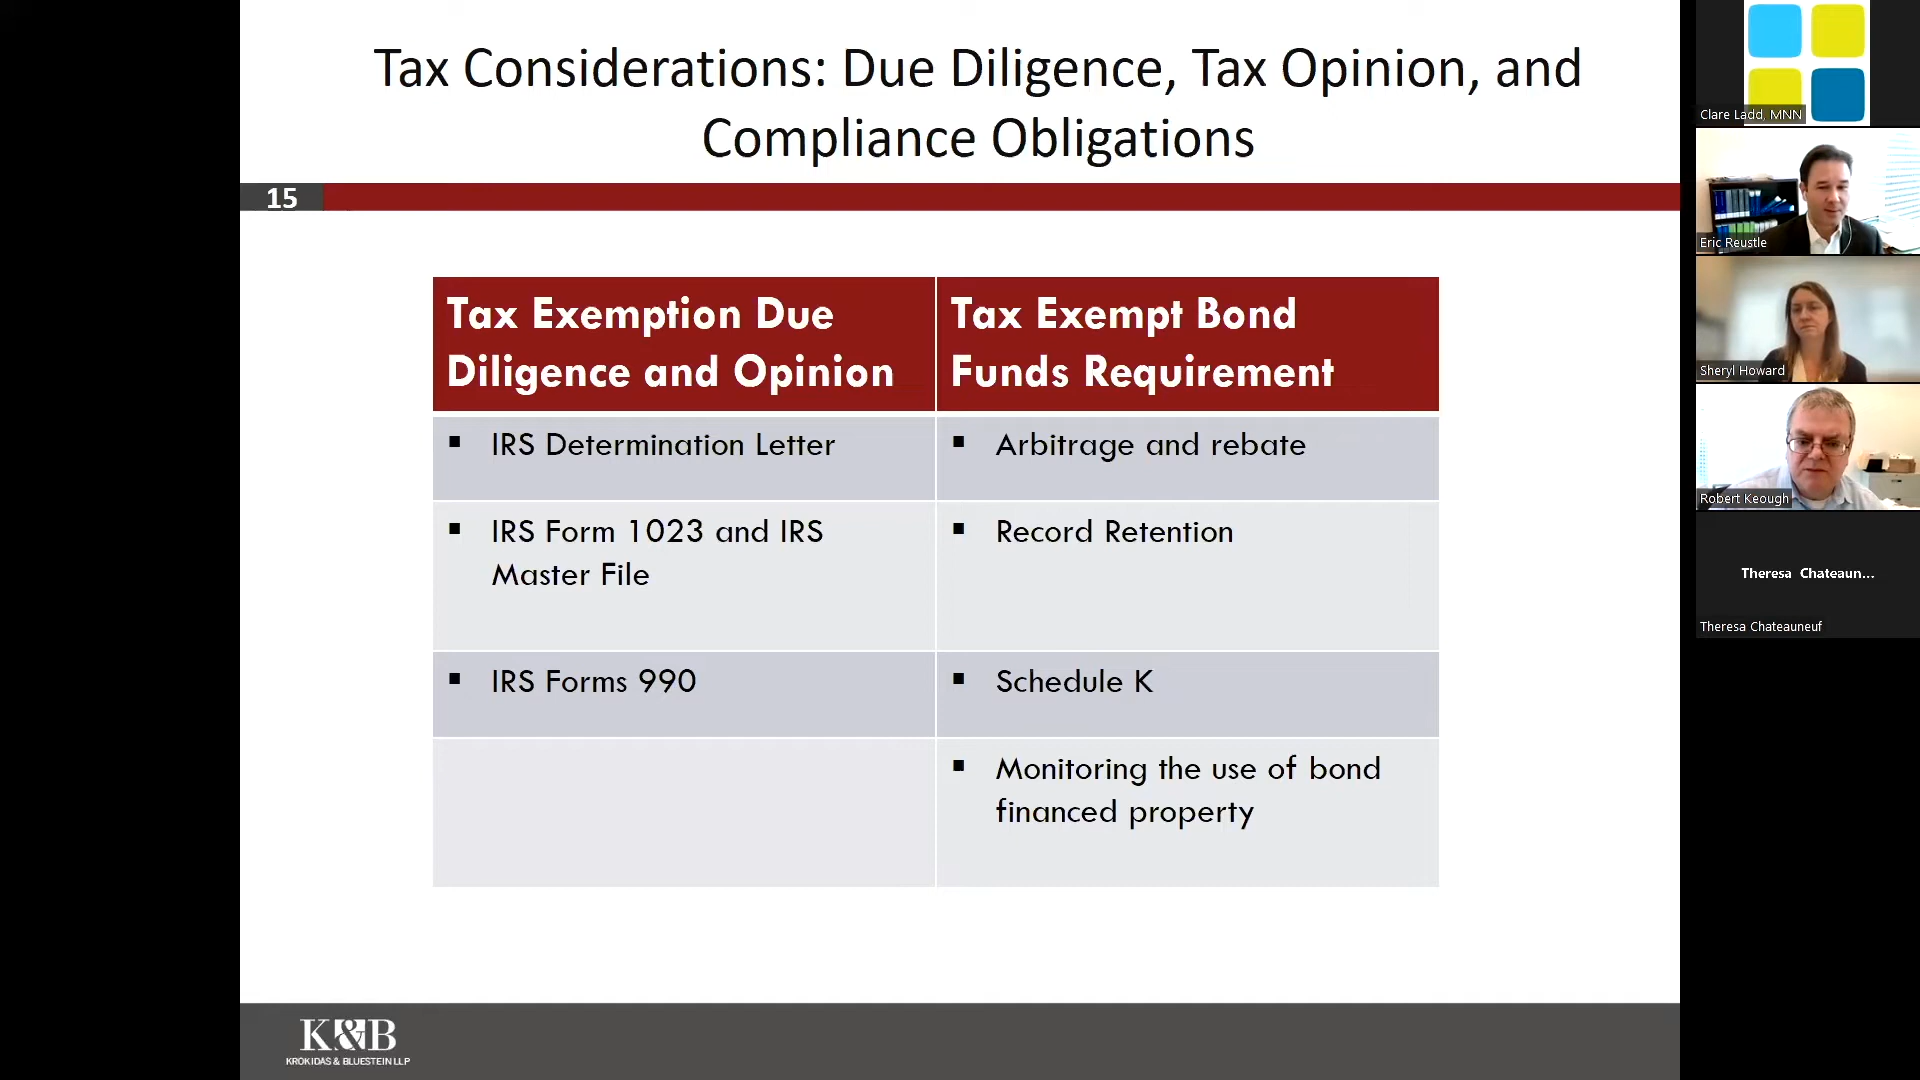 Tax Considerations: Due Diligence, Tax Opinion, and
Compliance Obligations
15
Tax Exemption Due
Diligence and Opinion
Tax Exempt Bond
Funds Requirement
▪ IRS Determination Letter
▪ Arbitrage and rebate
▪ IRS Form 1023 and IRS
Master File
▪ Record Retention
▪ IRS Forms 990
▪ Schedule K
▪ Monitoring the use of bond
financed property
K&B
KROKIDAS & BLUESTEIN LLP
Clare Ladd, MNN
Eric Reustle
Sheryl Howard
Robert Keough
Theresa Chateaun...
Theresa Chateauneuf